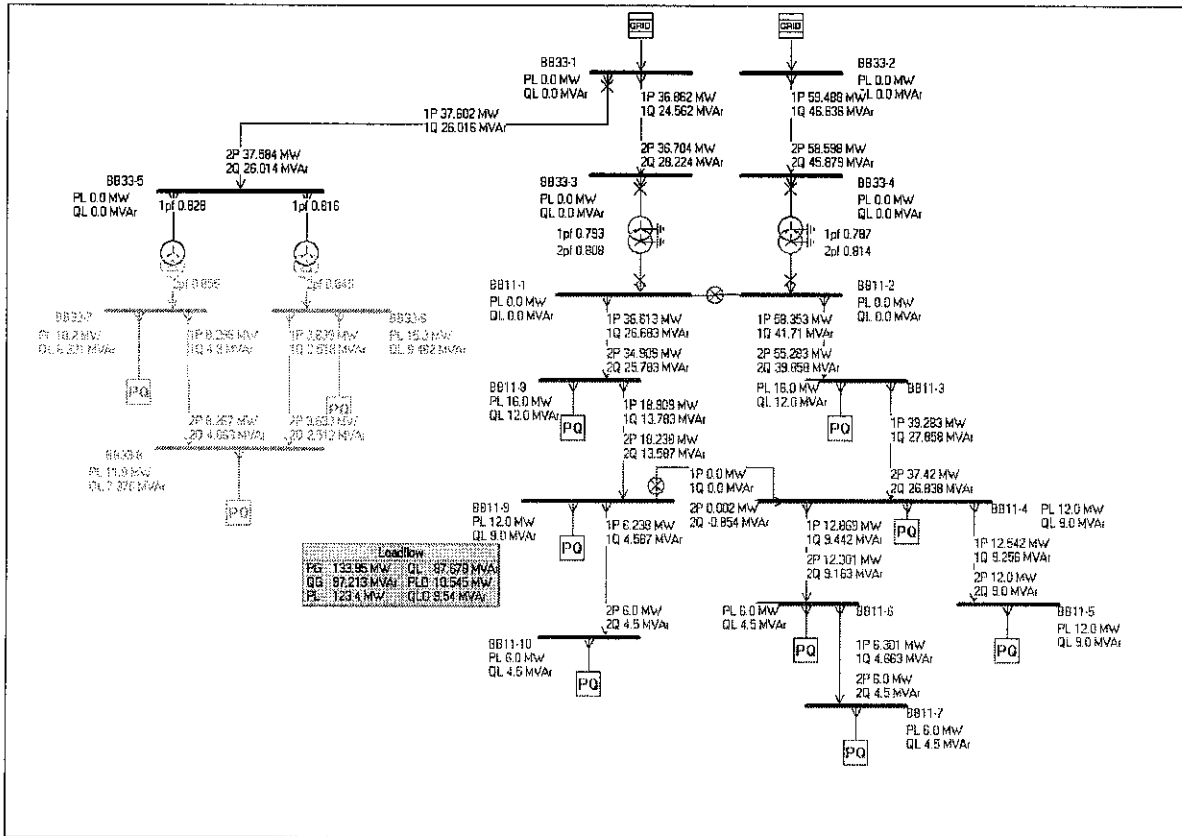 GRID
GRID
BB33-1
PL 0.0 MW
QL 0.0 MVAr
BB33-2
PL 0.0 MW
QL 0.0 MVAr
1P 37.602 MW
1Q 26.016 MVAr
1P 36.862 MW
1Q 24.562 MVAr
1P 59.488 MW
1Q 46.836 MVAr
2P 37.584 MW
2Q 26.014 MVAr
2P 36.704 MW
2Q 28.224 MVAr
2P 58.598 MW
2Q 45.879 MVAr
BB33-5
PL 0.0 MW
QL 0.0 MVAr
1pf 0.828
1pf 0.816
BB33-3
PL 0.0 MW
QL 0.0 MVAr
BB33-4
PL 0.0 MW
QL 0.0 MVAr
1pf 0.793
2pf 0.808
1pf 0.787
2pf 0.814
BB11-1
PL 0.0 MW
QL 0.0 MVAr
BB11-2
PL 0.0 MW
QL 0.0 MVAr
1P 36.613 MW
1Q 26.683 MVAr
1P 58.353 MW
1Q 41.71 MVAr
2P 34.909 MW
2Q 25.783 MVAr
2P 55.283 MW
2Q 39.858 MVAr
PQ
PQ
BB11-9
PL 16.0 MW
QL 12.0 MVAr
PQ
1P 18.909 MW
1Q 13.783 MVAr
PL 16.0 MW
QL 12.0 MVAr
PQ
BB11-3
1P 39.283 MW
1Q 27.858 MVAr
2P 18.239 MW
2Q 13.587 MVAr
2P 37.42 MW
2Q 26.838 MVAr
1P 0.0 MW
1Q 0.0 MVAr
PQ
BB11-9
PL 12.0 MW
QL 9.0 MVAr
PQ
1P 6.239 MW
1Q 4.587 MVAr
2P 0.002 MW
2Q -0.854 MVAr
PQ
BB11-4
PL 12.0 MW
QL 9.0 MVAr
1P 12.869 MW
1Q 9.442 MVAr
1P 12.542 MW
1Q 9.256 MVAr
2P 12.301 MW
2Q 9.163 MVAr
2P 12.0 MW
2Q 9.0 MVAr
Loadflow
PG 133.95 MW QL 87.679 MVAr
QG 97.213 MVAr PLO 10.545 MW
PL 123.4 MW QLO 9.54 MVAr
2P 6.0 MW
2Q 4.5 MVAr
BB11-10
PL 6.0 MW
QL 4.5 MVAr
PQ
PL 6.0 MW
QL 4.5 MVAr
PQ
BB11-6
BB11-5
PL 12.0 MW
QL 9.0 MVAr
PQ
1P 6.301 MW
1Q 4.663 MVAr
2P 6.0 MW
2Q 4.5 MVAr
BB11-7
PL 6.0 MW
QL 4.5 MVAr
PQ